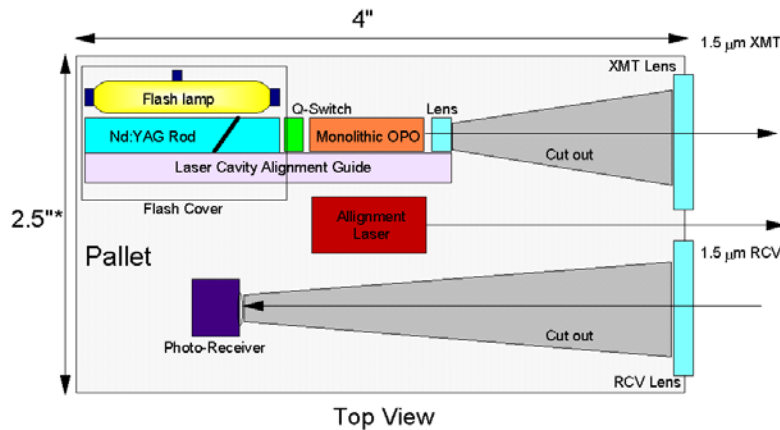 4"
1.5 μm XMT
XMT Lens
Flash lamp
Q-Switch
Lens
Nd:YAG Rod
Monolithic OPO
Cut out
Laser Cavity Alignment Guide
Flash Cover
2.5"*
Allignment
Laser
1.5 μm RCV
Pallet
Cut out
Photo-Receiver
RCV Lens
Top View